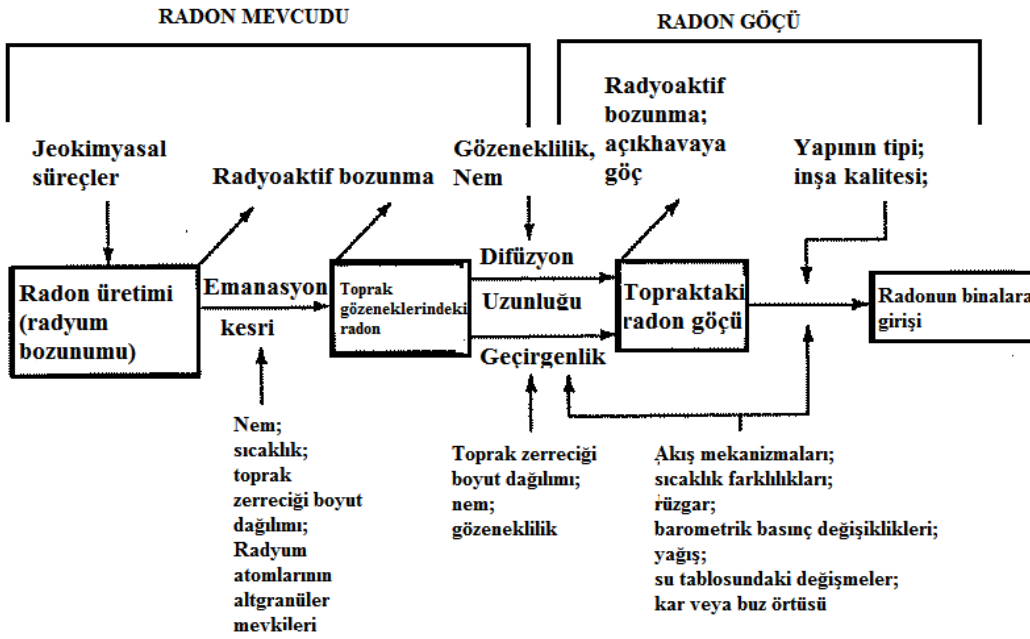 RADON MEVCUDU
RADON GÖÇÜ
Jeokimyasal
süreçler
Radyoaktif bozunma
Gözeneklilik,
Nem
Radyoaktif
bozunma;
açıkhavaya
göç
Yapının tipi;
inşa kalitesi;
Radon üretimi
(radyum
bozunumu)
Emanasyon
kesri
Toprak
gözeneklerindeki
radon
Difüzyon
Uzunluğu
Geçirgenlik
Topraktaki
radon göçü
Radonun binalara
girişi
Nem;
sıcaklık;
toprak
zerreciği boyut
dağılımı;
Radyum
atomlarının
altgranüler
mevkileri
Toprak zerreciği
boyut dağılımı;
nem;
gözeneklilik
Akış mekanizmaları;
sıcaklık farklılıkları;
rüzgar;
barometrik basınç değişiklikleri;
yağış;
su tablosundaki değişmeler;
kar veya buz örtüsü